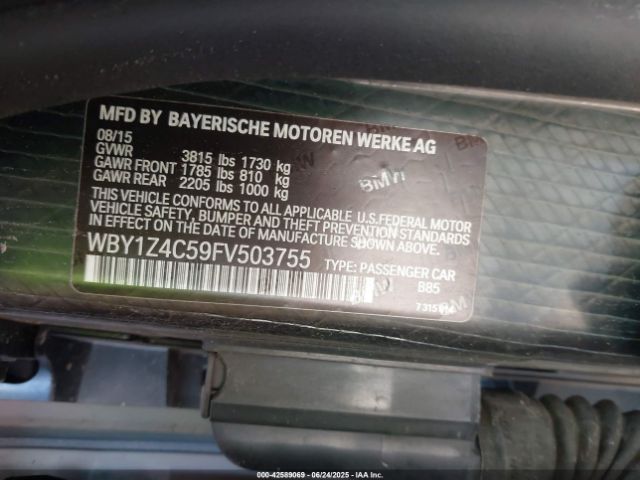 MFD BY BAYERISCHE MOTOREN WERKE AG
08/15
GVWR 3815 lbs 1730 kg
GAWR FRONT 1785 lbs 810 kg
GAWR REAR 2205 lbs 1000 kg
THIS VEHICLE CONFORMS TO ALL APPLICABLE U.S.FEDERAL MOTOR
VEHICLE SAFETY, BUMPER AND THEFT PREVENTION STANDARDS
IN EFFECT ON THE DATE OF MANUFACTURE SHOWN ABOVE.
WBY1Z4C59FV503755
TYPE: PASSENGER CAR
B85
BMW
000-42589069 - 06/24/2025 - IAAI. Copart